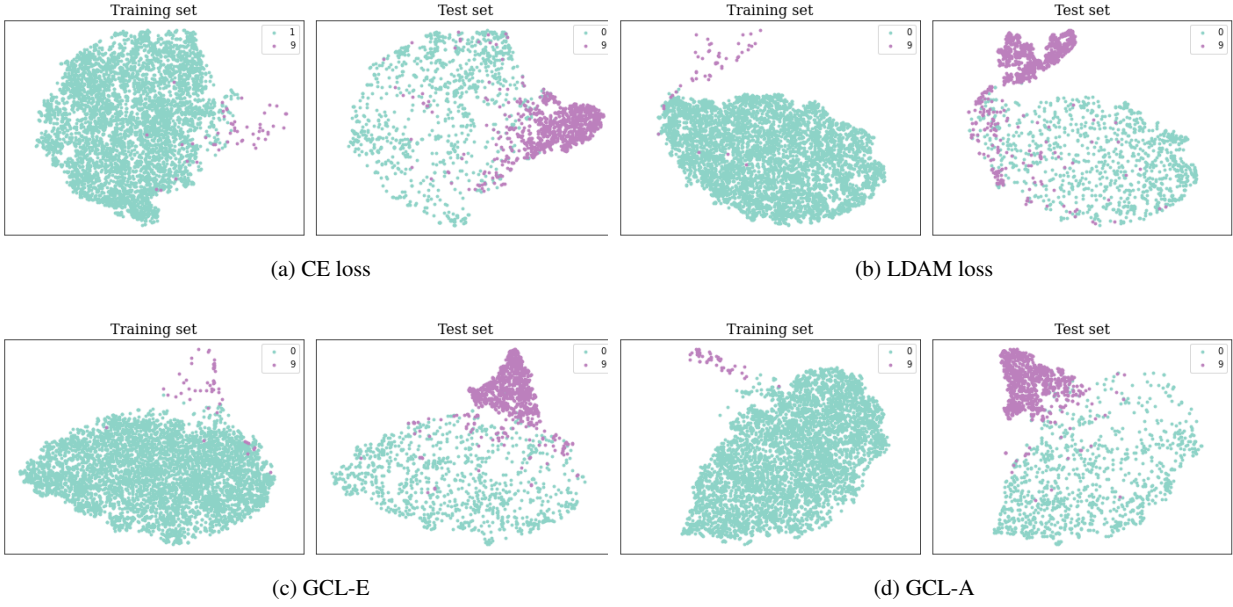 Training set
1
9
Test set
0
9
(a) CE loss
Training set
0
9
Test set
0
9
(b) LDAM loss
Training set
0
9
Test set
0
9
(c) GCL-E
Training set
0
9
Test set
0
9
(d) GCL-A